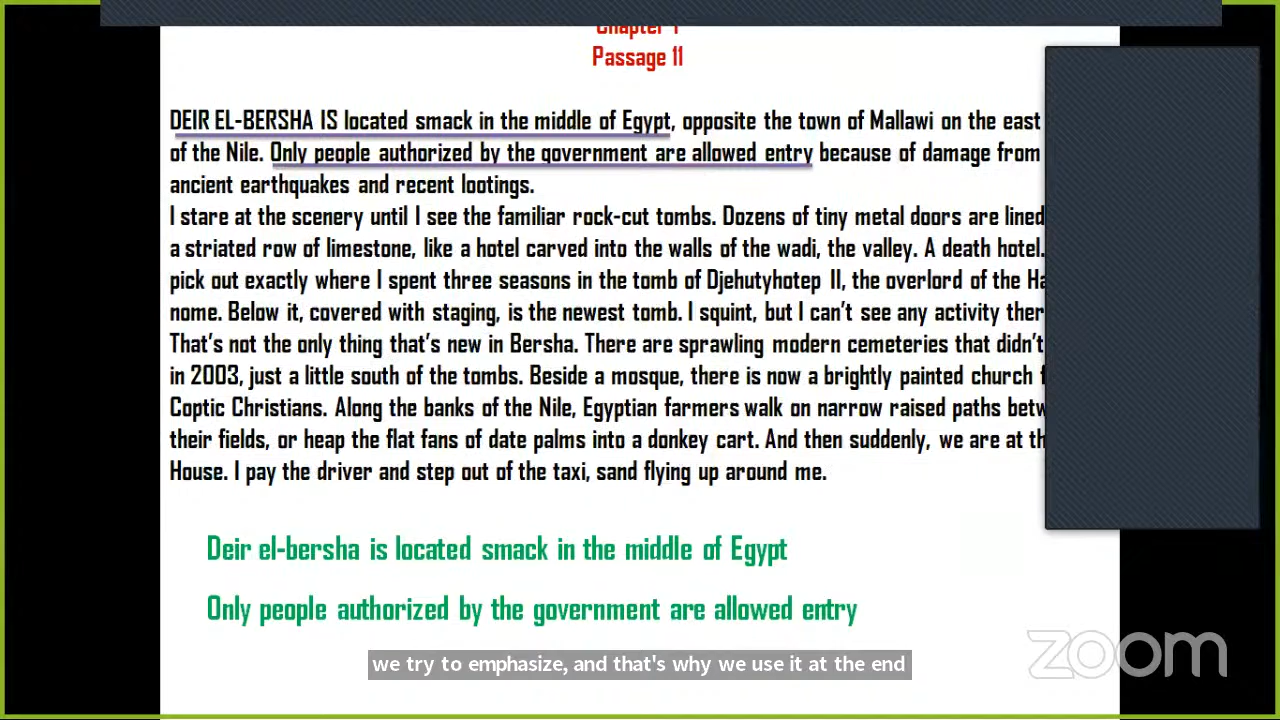 Chapter 1
Passage 11
DEIR EL-BERSHA IS located smack in the middle of Egypt, opposite the town of Mallawi on the east
of the Nile. Only people authorized by the government are allowed entry because of damage from
ancient earthquakes and recent lootings.
I stare at the scenery until I see the familiar rock-cut tombs. Dozens of tiny metal doors are lined
a striated row of limestone, like a hotel carved into the walls of the wadi, the valley. A death hotel.
pick out exactly where I spent three seasons in the tomb of Djehutyhotep II, the overlord of the
nome. Below it, covered with staging, is the newest tomb. I squint, but I can't see any activity
That's not the only thing that's new in Bersha. There are sprawling modern cemeteries that didn't
in 2003, just a little south of the tombs. Beside a mosque, there is now a brightly painted church
Coptic Christians. Along the banks of the Nile, Egyptian farmers walk on narrow raised paths
their fields, or heap the flat fans of date palms into a donkey cart. And then suddenly, we are at
House. I pay the driver and step out of the taxi, sand flying up around me.
Deir el-bersha is located smack in the middle of Egypt
Only people authorized by the government are allowed entry
we try to emphasize, and that's why we use it at the end
zoom